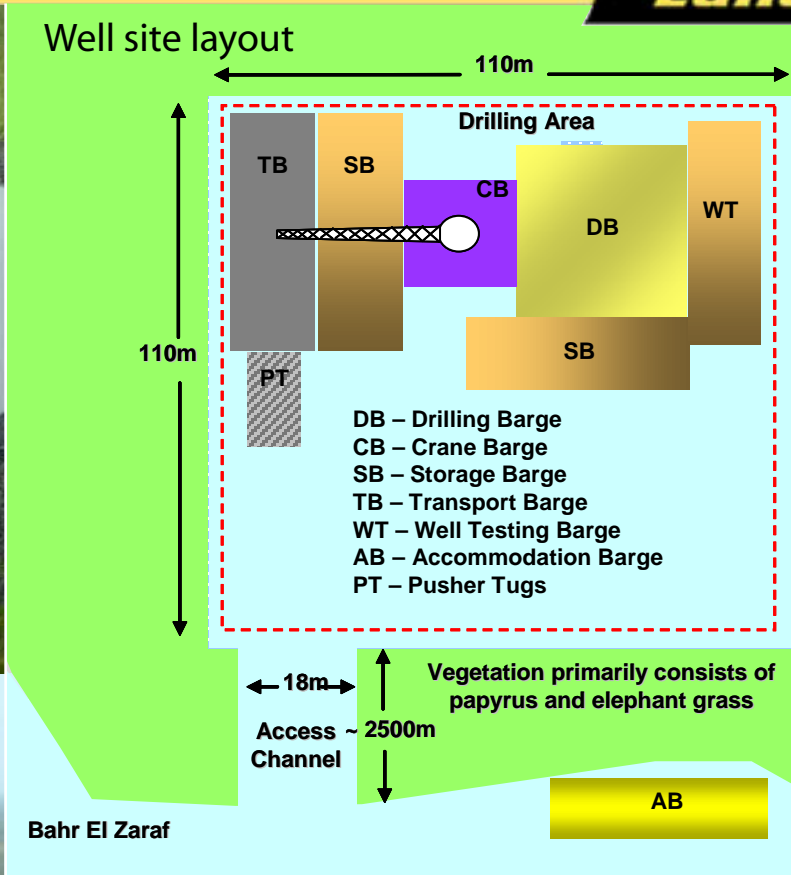 Well site layout
110m
Drilling Area
TB
SB
CB
DB
WT
110m
SB
PT
DB – Drilling Barge
CB – Crane Barge
SB – Storage Barge
TB – Transport Barge
WT – Well Testing Barge
AB – Accommodation Barge
PT – Pusher Tugs
18m
Vegetation primarily consists of
papyrus and elephant grass
Access ~ 2500m
Channel
AB
Bahr El Zaraf